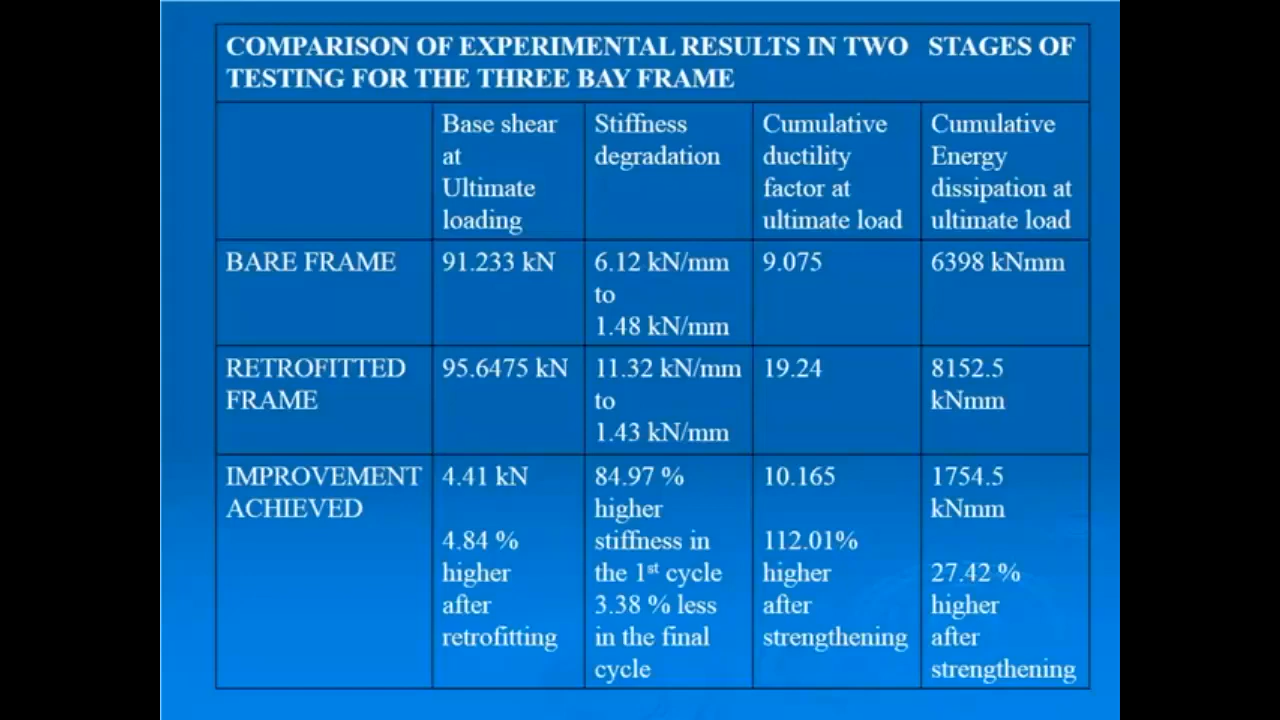 COMPARISON OF EXPERIMENTAL RESULTS IN TWO STAGES OF
TESTING FOR THE THREE BAY FRAME
Base shear
at
Ultimate
loading
Stiffness
degradation
Cumulative
ductility
factor at
ultimate load
Cumulative
Energy
dissipation at
ultimate load
BARE FRAME
91.233 kN
6.12 kN/mm
to
1.48 kN/mm
9.075
6398 kNmm
RETROFITTED
FRAME
95.6475 kN
11.32 kN/mm
to
1.43 kN/mm
19.24
8152.5
kNmm
IMPROVEMENT
ACHIEVED
4.41 kN
4.84 %
higher
after
retrofitting
84.97 %
higher
stiffness in
the 1st cycle
3.38 % less
in the final
cycle
10.165
112.01%
higher
after
strengthening
1754.5
kNmm
27.42 %
higher
after
strengthening